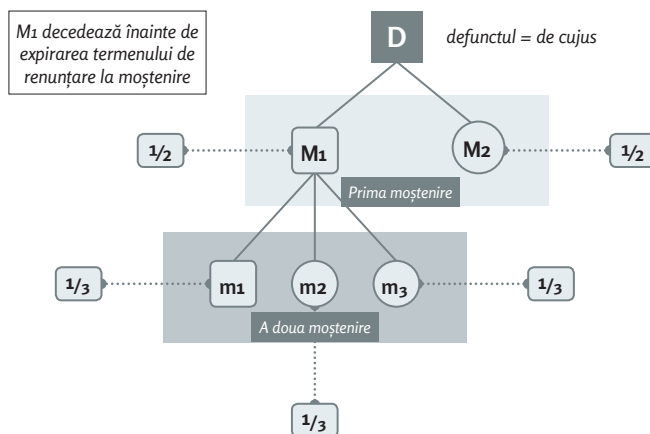 M1 decedează înainte de
expirarea termenului de
renunțare la moștenire
D
defunctul = de cujus
1/2
M1
M2
1/2
Prima moștenire
1/3
m1
m2
m3
1/3
A doua moștenire
1/3